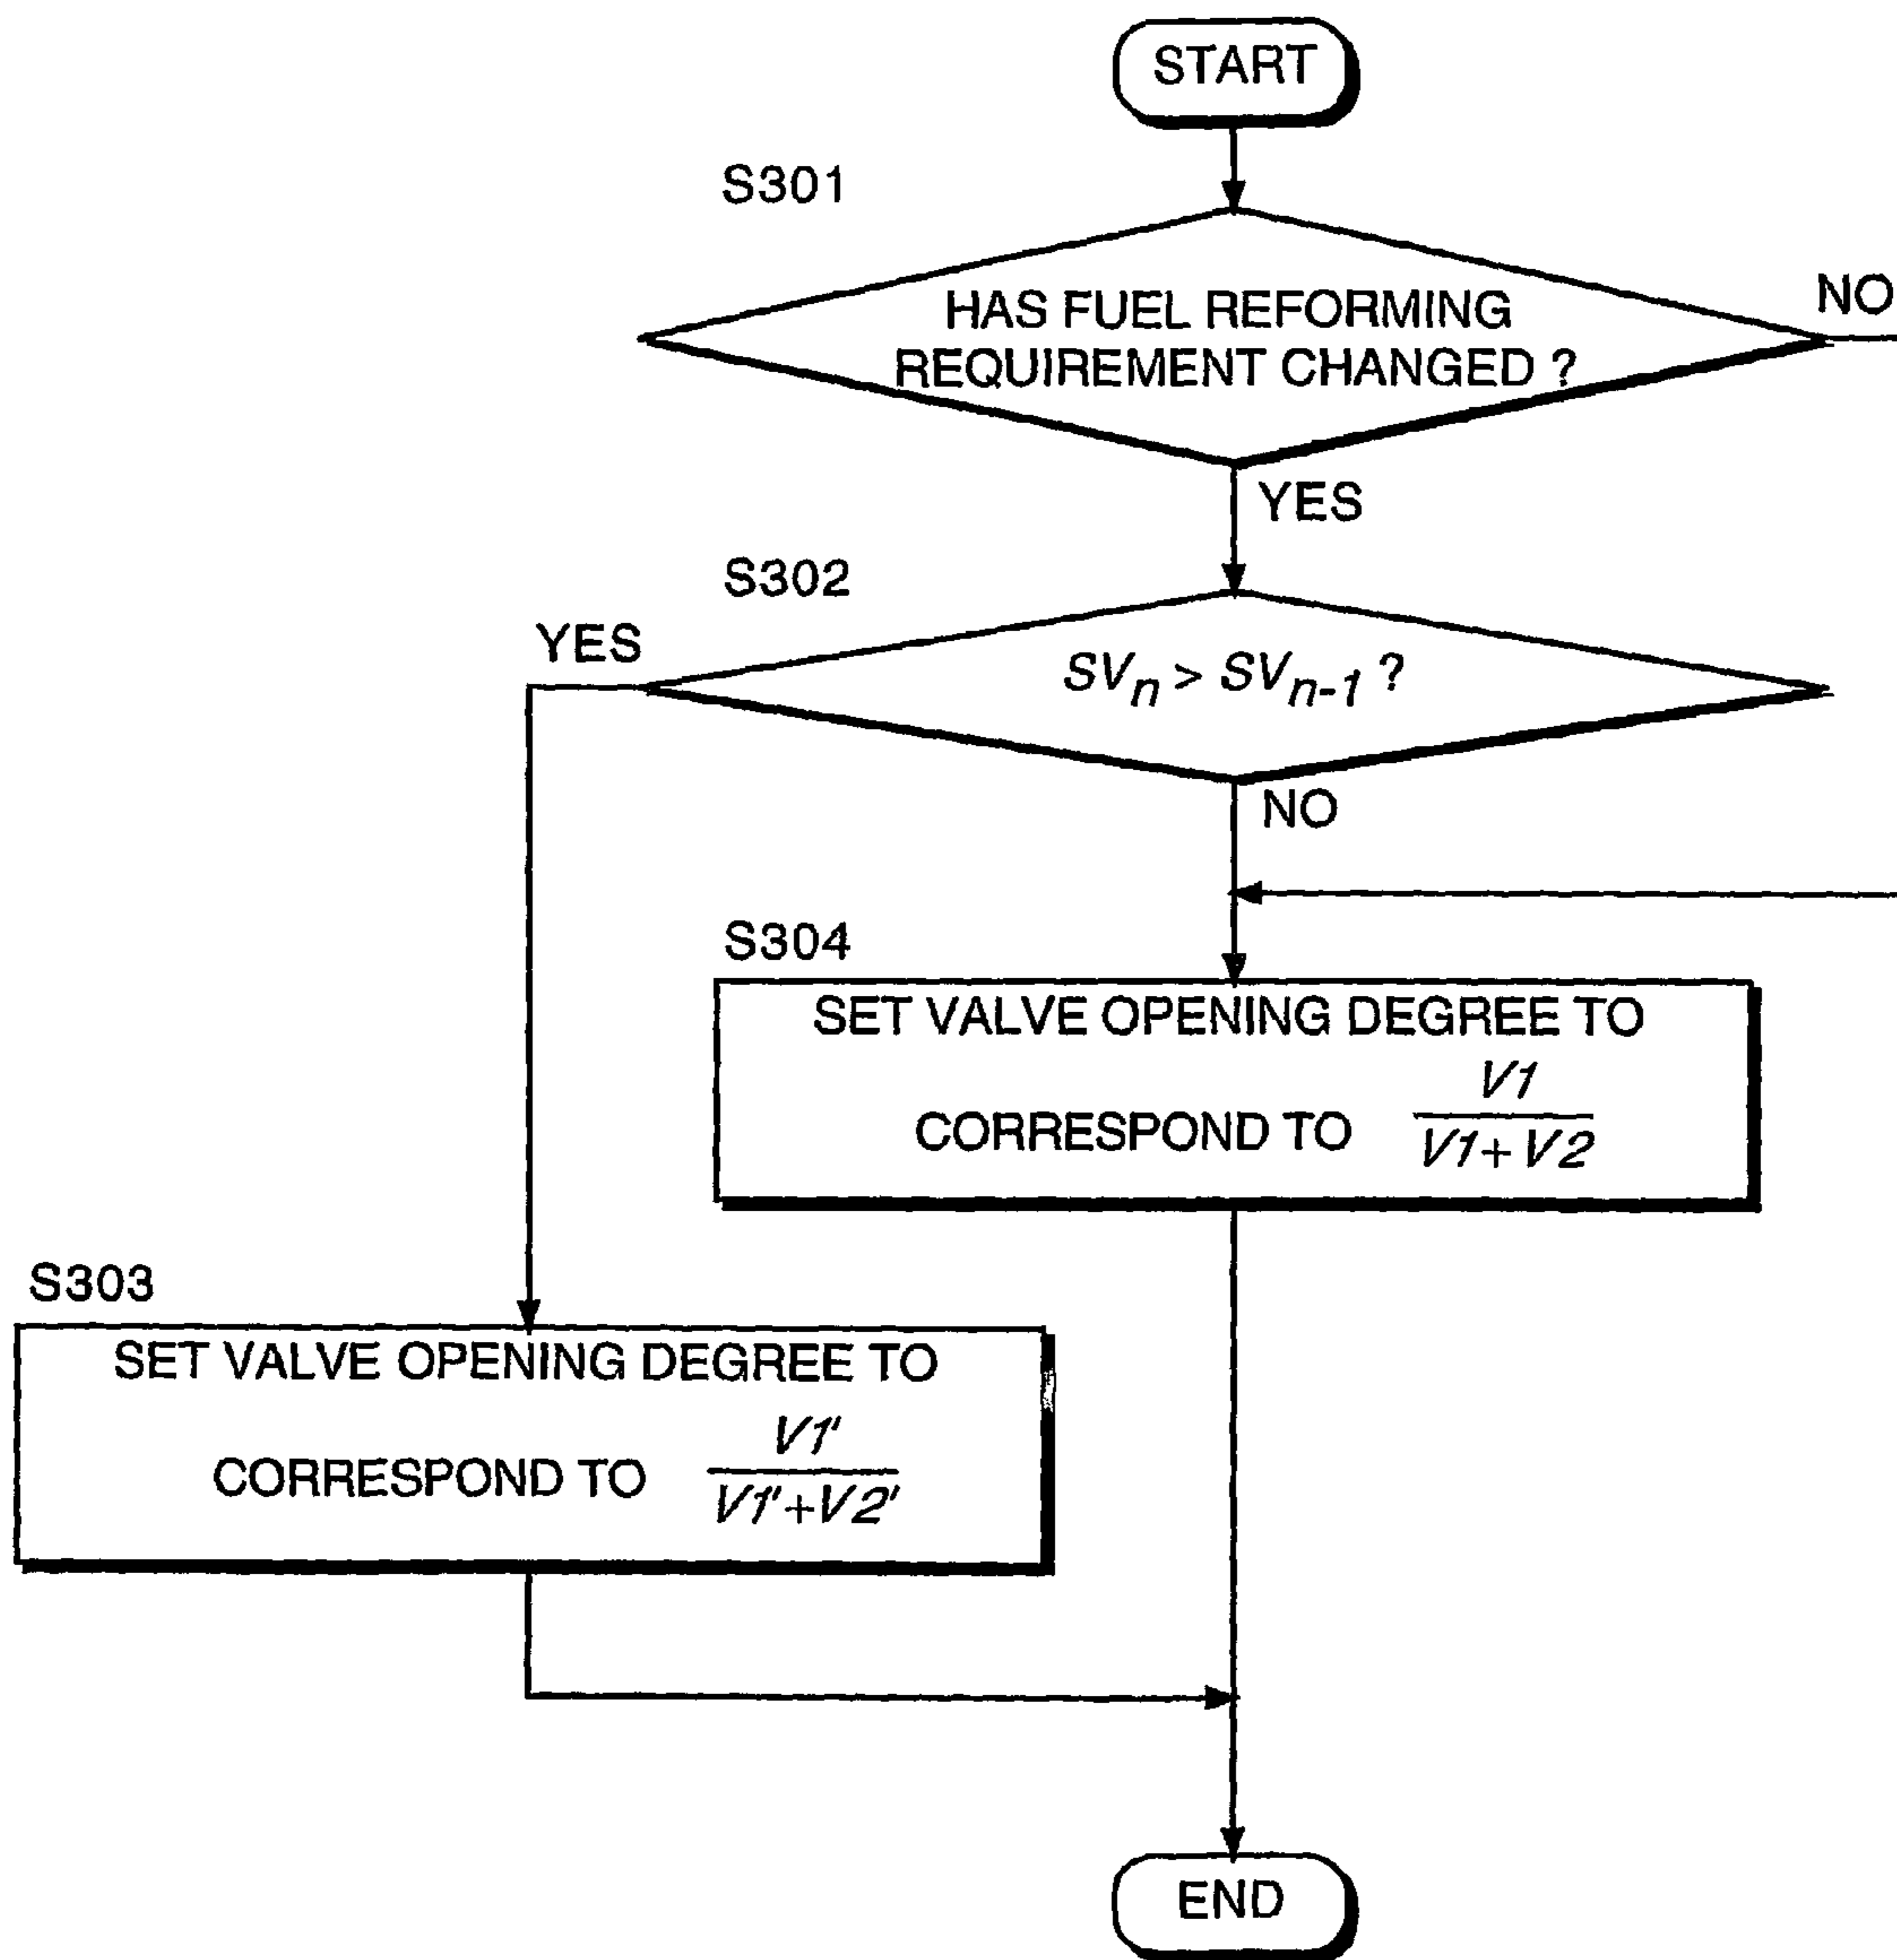 START
S301
HAS FUEL REFORMING
REQUIREMENT CHANGED ?
NO
YES
S302
YES
SVn > SVn-1 ?
NO
S304
SET VALVE OPENING DEGREE TO
CORRESPOND TO V1
V1+V2
S303
SET VALVE OPENING DEGREE TO
CORRESPOND TO V1'
V1'+V2'
END